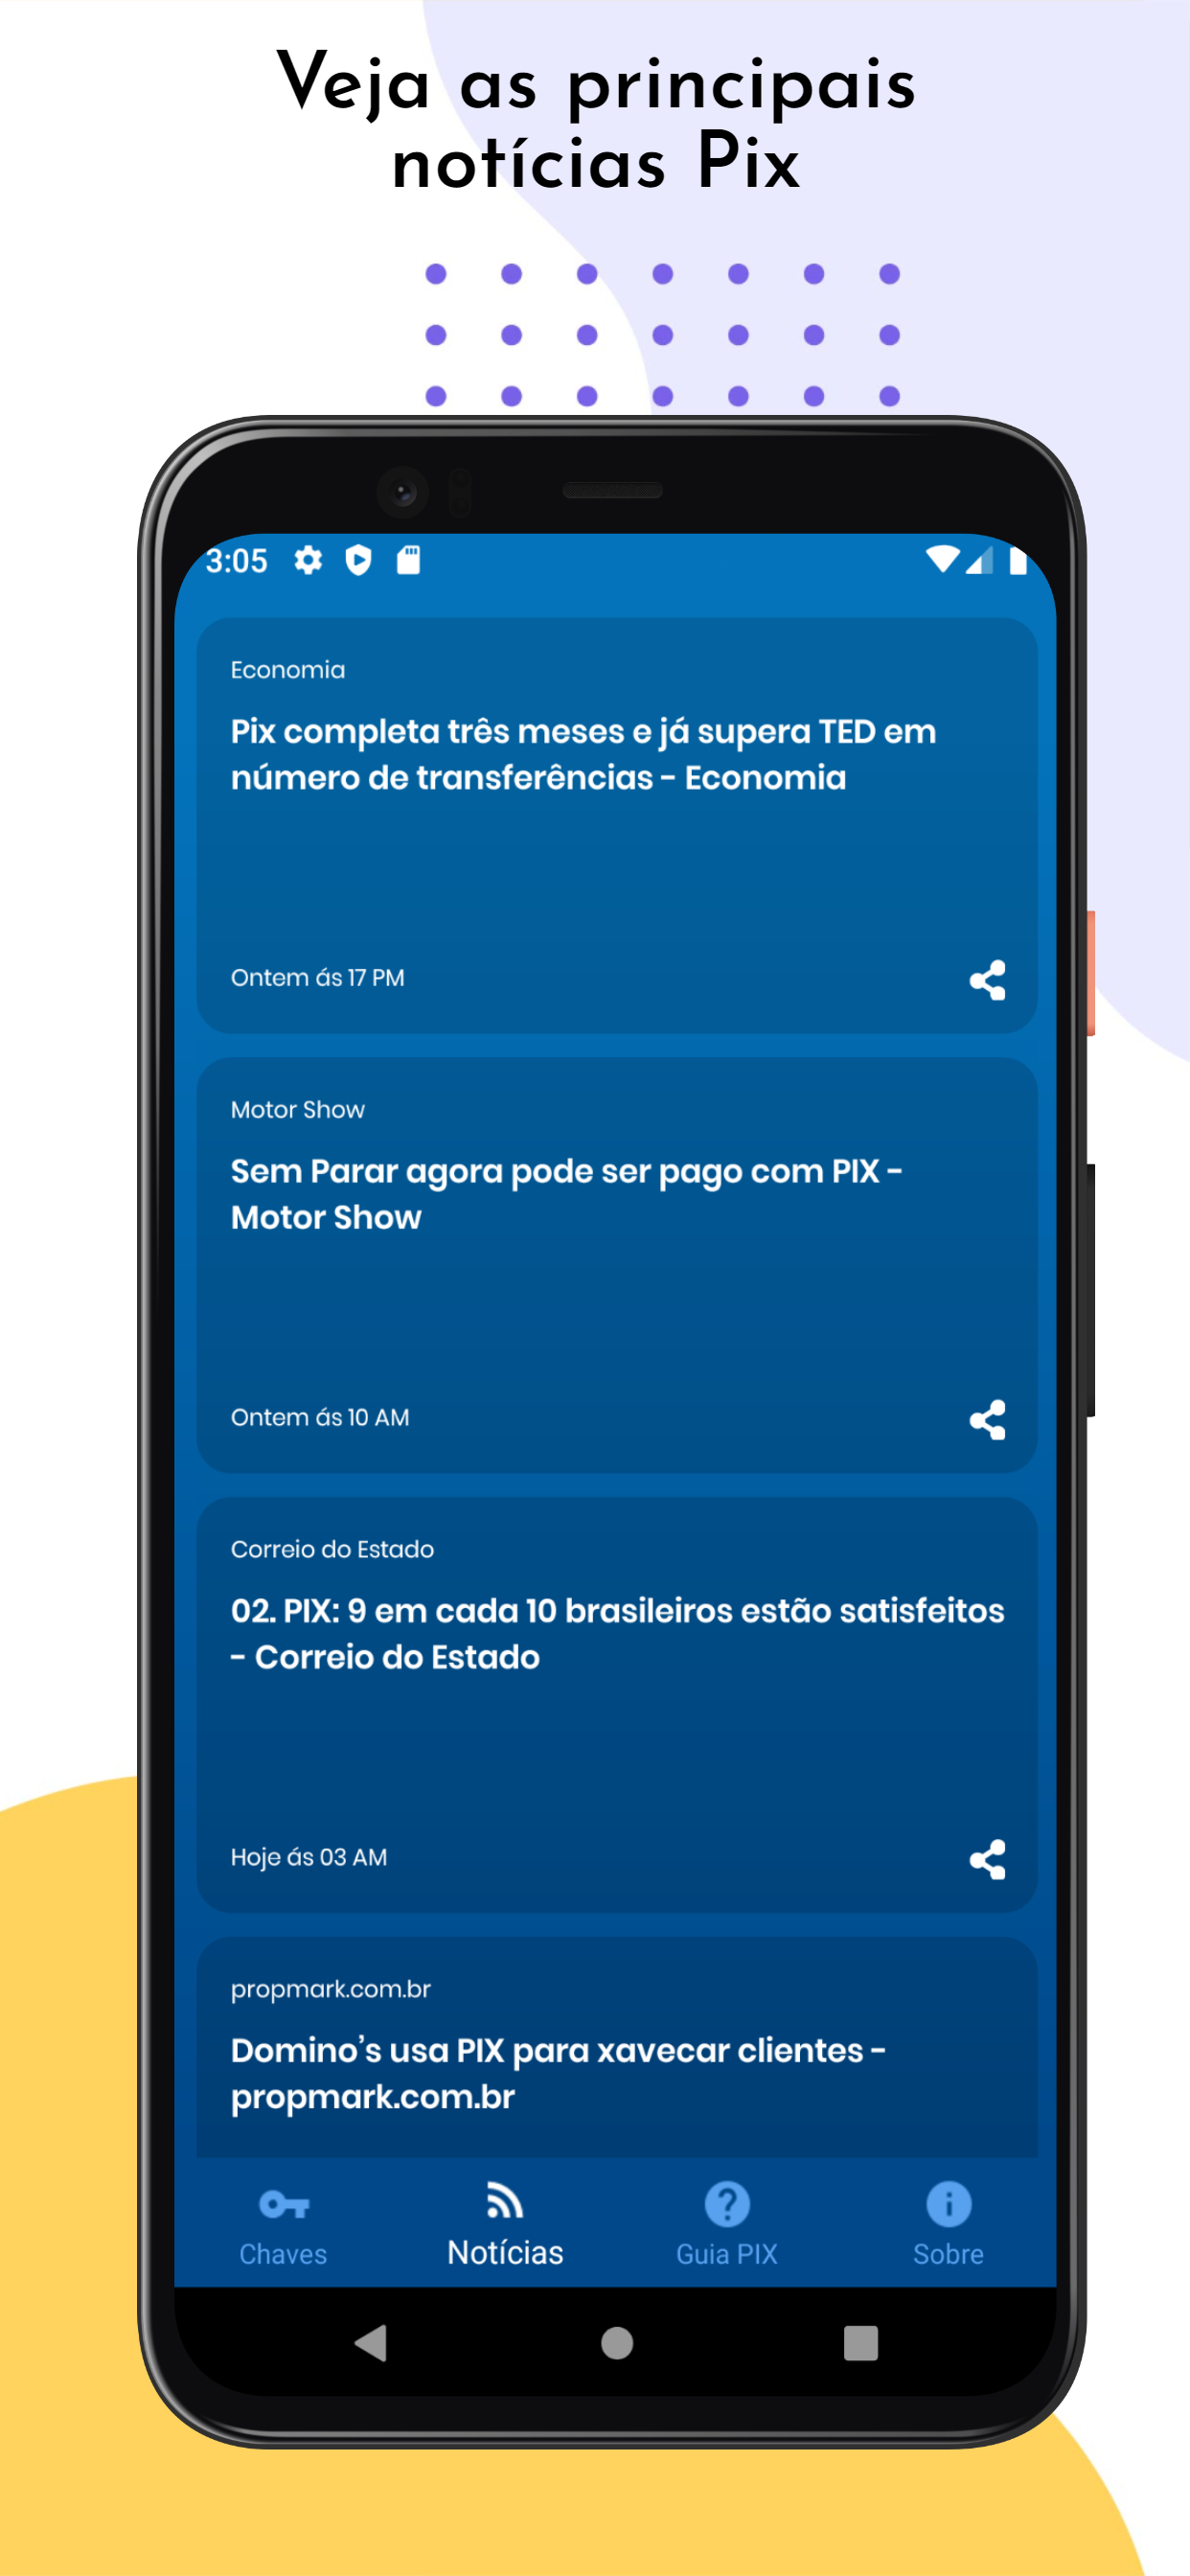 Veja as principais
notícias Pix
3:05
Economia
Pix completa três meses e já supera TED em
número de transferências - Economia
Ontem ás 17 PM
Motor Show
Sem Parar agora pode ser pago com PIX -
Motor Show
Ontem ás 10 AM
Correio do Estado
02. PIX: 9 em cada 10 brasileiros estão satisfeitos
- Correio do Estado
Hoje ás 03 AM
propmark.com.br
Domino’s usa PIX para xavecar clientes -
propmark.com.br
Chaves Notícias Guia PIX Sobre